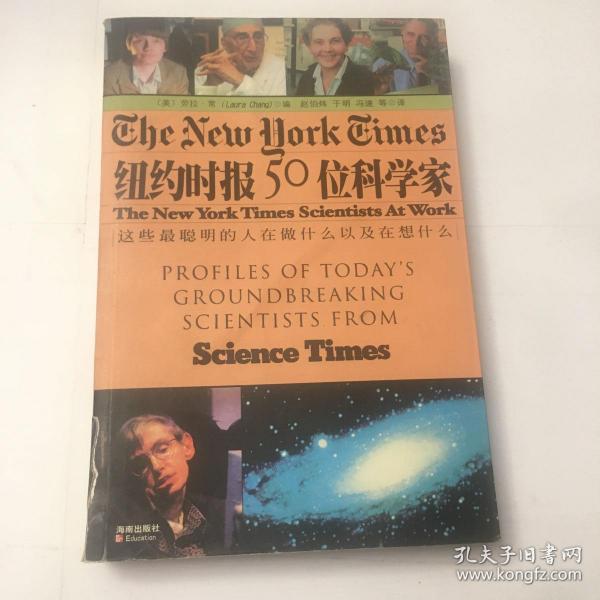 （美）劳拉·常 (Laura Chang)◎编 赵伯炜 于明 冯速 等◎译
The New York Times
纽约时报50位科学家
The New York Times Scientists At Work
这些最聪明的人在做什么以及在想什么
PROFILES OF TODAY'S
GROUNDBREAKING
SCIENTISTS FROM
Science Times
海南出版社
Education
孔夫子旧书网
www.kongfz.com